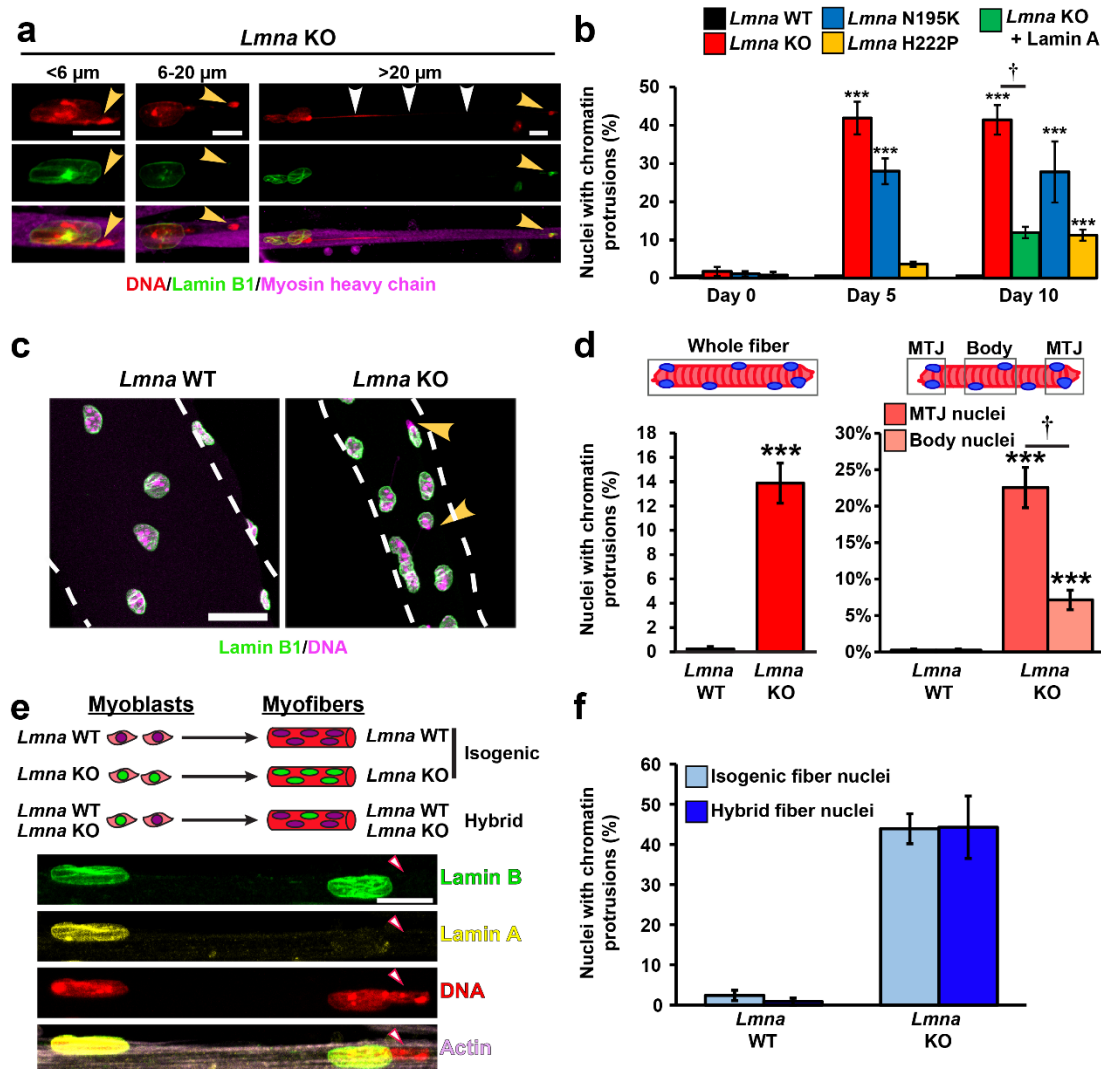 a
Lmna KO
<6 µm
6-20 µm
>20 µm
DNA/Lamin B1/Myosin heavy chain
b
Lmna WT
Lmna KO
Lmna N195K
Lmna H222P
Lmna KO
+ Lamin A
Nuclei with chromatin
protrusions (%)
50
40
30
20
10
0
***
***
†
***
***
***
Day 0
Day 5
Day 10
c
Lmna WT
Lmna KO
Lamin B1/DNA
d
Whole fiber
Nuclei with chromatin
protrusions (%)
18
16
14
12
10
8
6
4
2
0
***
Lmna
WT
Lmna
KO
MTJ
Body
MTJ
MTJ nuclei
Body nuclei
30%
25%
20%
15%
10%
5%
0%
†
***
***
Lmna
WT
Lmna
KO
e
Myoblasts
Myofibers
Lmna WT
Lmna WT
Isogenic
Lmna KO
Lmna KO
Lmna WT
Lmna KO
Lmna WT
Lmna KO
Hybrid
Lamin B
Lamin A
DNA
Actin
f
Isogenic fiber nuclei
Hybrid fiber nuclei
Nuclei with chromatin
protrusions (%)
60
50
40
30
20
10
0
Lmna
WT
Lmna
KO